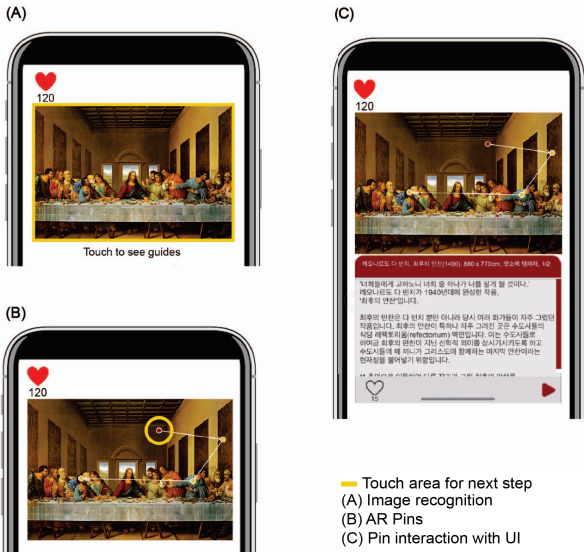 (A)
120
Touch to see guides
(B)
120
(C)
120
레오나르도 다 빈치, 최후의 만찬(1490), 880 x 770cm, 벳소에 템페라, 1/2
'너희들에게 고하노니 너희 중 하나가 나를 팔게 될 것이다.'
레오나르도 다 빈치가 1940년대에 완성한 작품,
'최후의 만찬'입니다.
최후의 만찬은 다 빈치 뿐만 아니라 당시 여러 화가들이 자주 그렸던
작품입니다. 최후의 만찬이 특히나 자주 그려진 곳은 수도사들의
식당 레펙토리움(refectorium) 벽면입니다. 이는 수도사들로
하여금 최후의 만찬이 지닌 신학적 의미를 상시기시키도록 하고
수도사들의 매 끼니가 그리스도와 함께하는 마지막 만찬이라는
현재성을 불어넣기 위함입니다.
15
Touch area for next step
(A) Image recognition
(B) AR Pins
(C) Pin interaction with UI